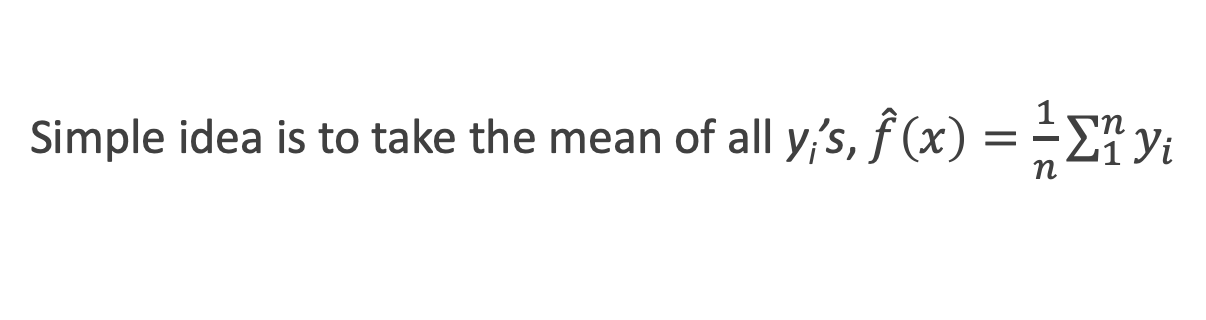 Simple idea is to take the mean of all yᵢ's, f̂(x) = 1/n ∑₁ⁿ yᵢ